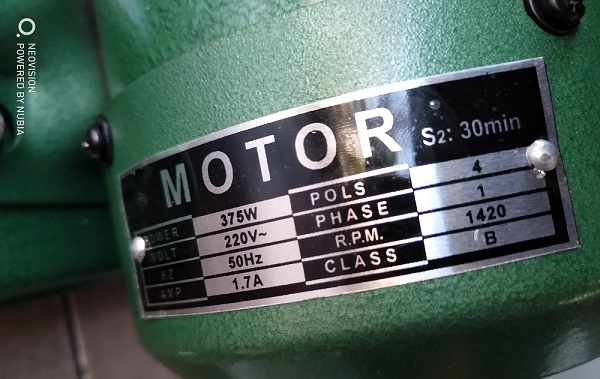 NEOVISION
POWERED BY NUBIA
MOTOR S2: 30min
POWER 375W POLS 4
VOLT 220V~ PHASE 1
HZ 50Hz R.P.M. 1420
AMP 1.7A CLASS B